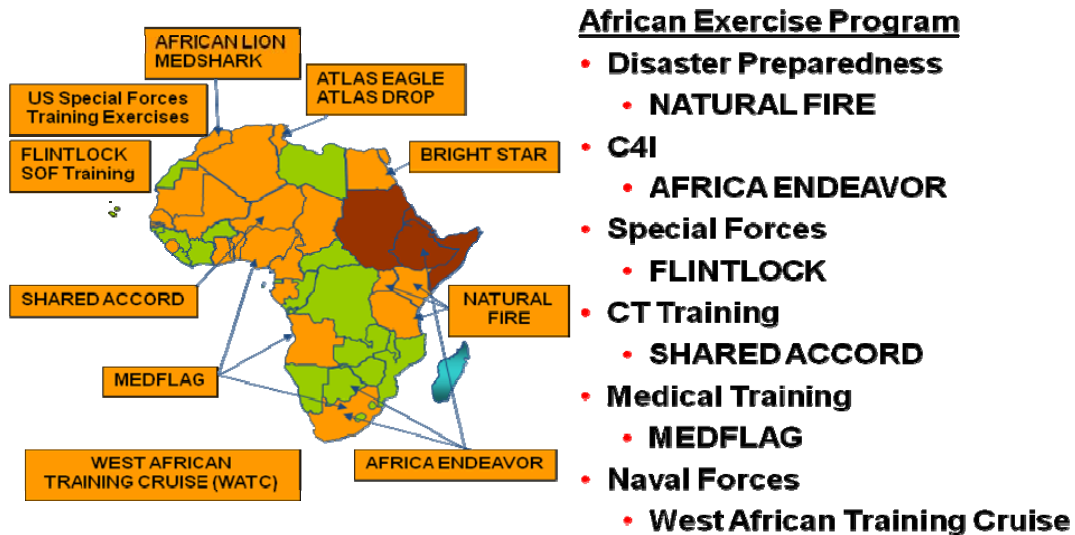 AFRICAN LION
MEDSHARK
ATLAS EAGLE
ATLAS DROP
US Special Forces
Training Exercises
FLINTLOCK
SOF Training
BRIGHT STAR
SHARED ACCORD
NATURAL
FIRE
MEDFLAG
WEST AFRICAN
TRAINING CRUISE (WATC)
AFRICA ENDEAVOR
African Exercise Program
• Disaster Preparedness
• NATURAL FIRE
• C4I
• AFRICA ENDEAVOR
• Special Forces
• FLINTLOCK
• CT Training
• SHARED ACCORD
• Medical Training
• MEDFLAG
• Naval Forces
• West African Training Cruise